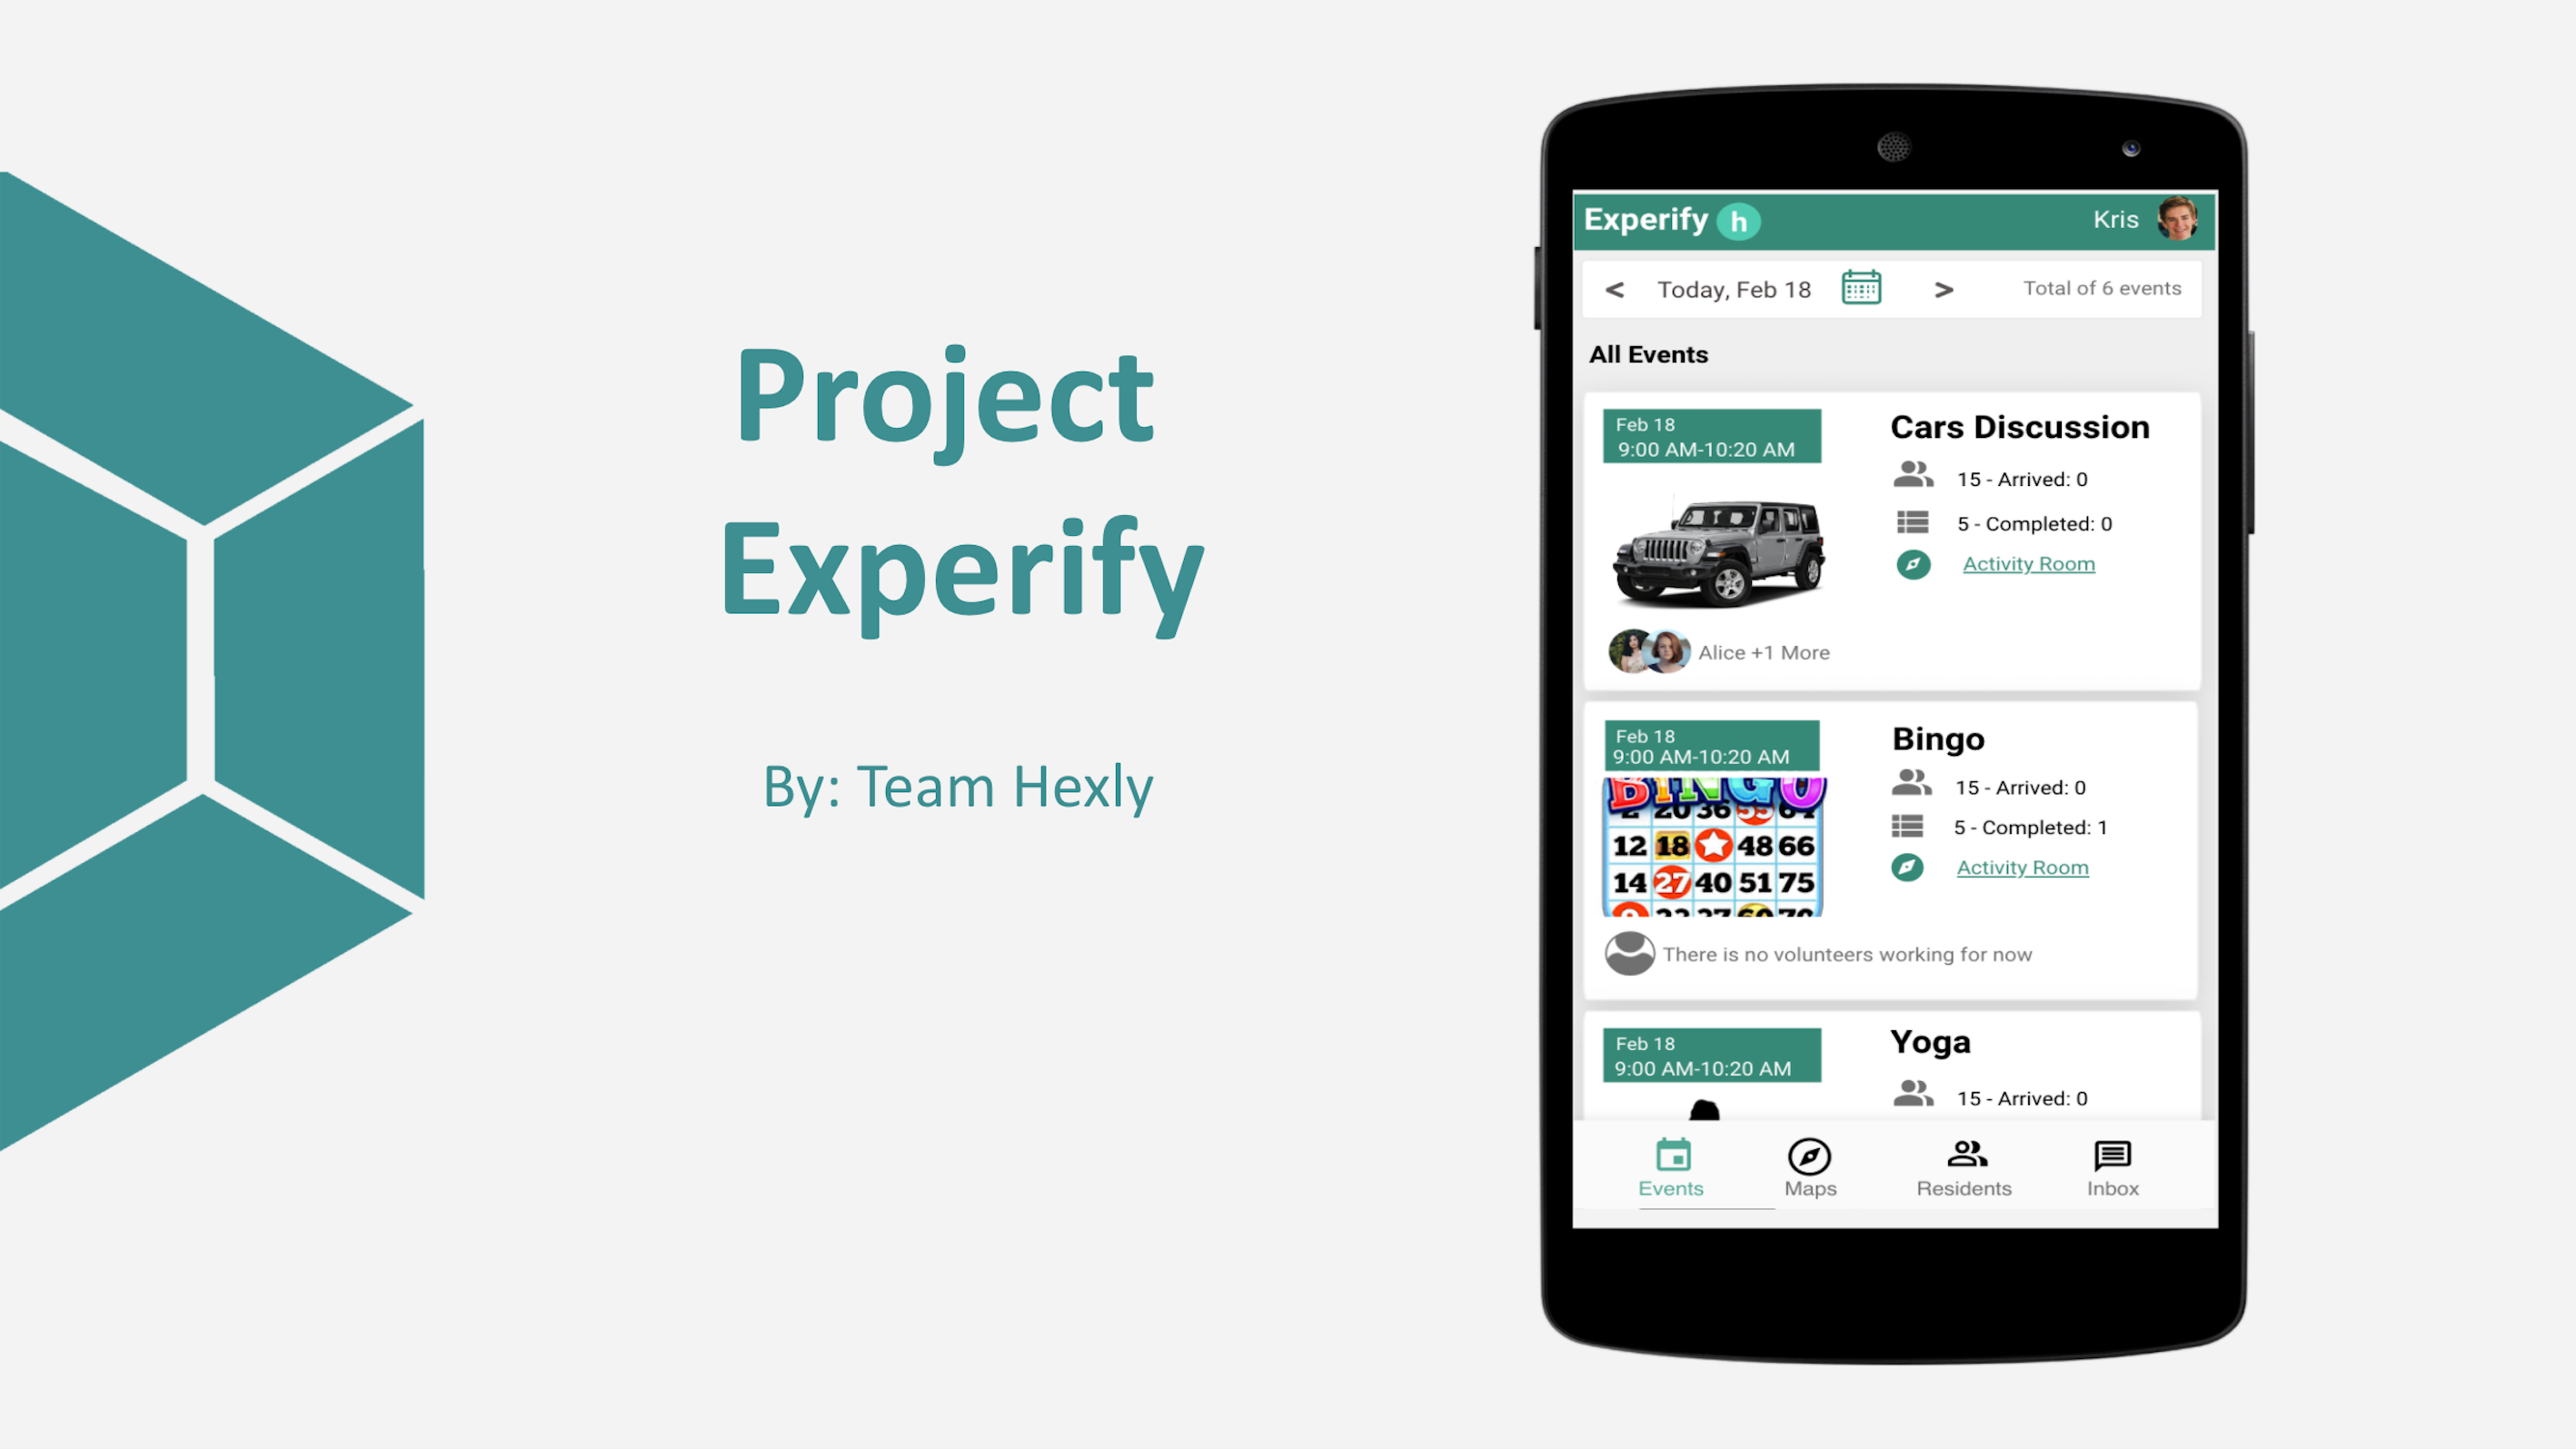 Project
Experify
By: Team Hexly
Experify h
Kris
< Today, Feb 18 >
Total of 6 events
All Events
Feb 18
9:00 AM-10:20 AM
Cars Discussion
15 - Arrived: 0
5 - Completed: 0
Activity Room
Alice +1 More
Feb 18
9:00 AM-10:20 AM
BINGO
20 36 55 64
12 18 48 66
14 27 40 51 75
Bingo
15 - Arrived: 0
5 - Completed: 1
Activity Room
There is no volunteers working for now
Feb 18
9:00 AM-10:20 AM
Yoga
15 - Arrived: 0
Events
Maps
Residents
Inbox